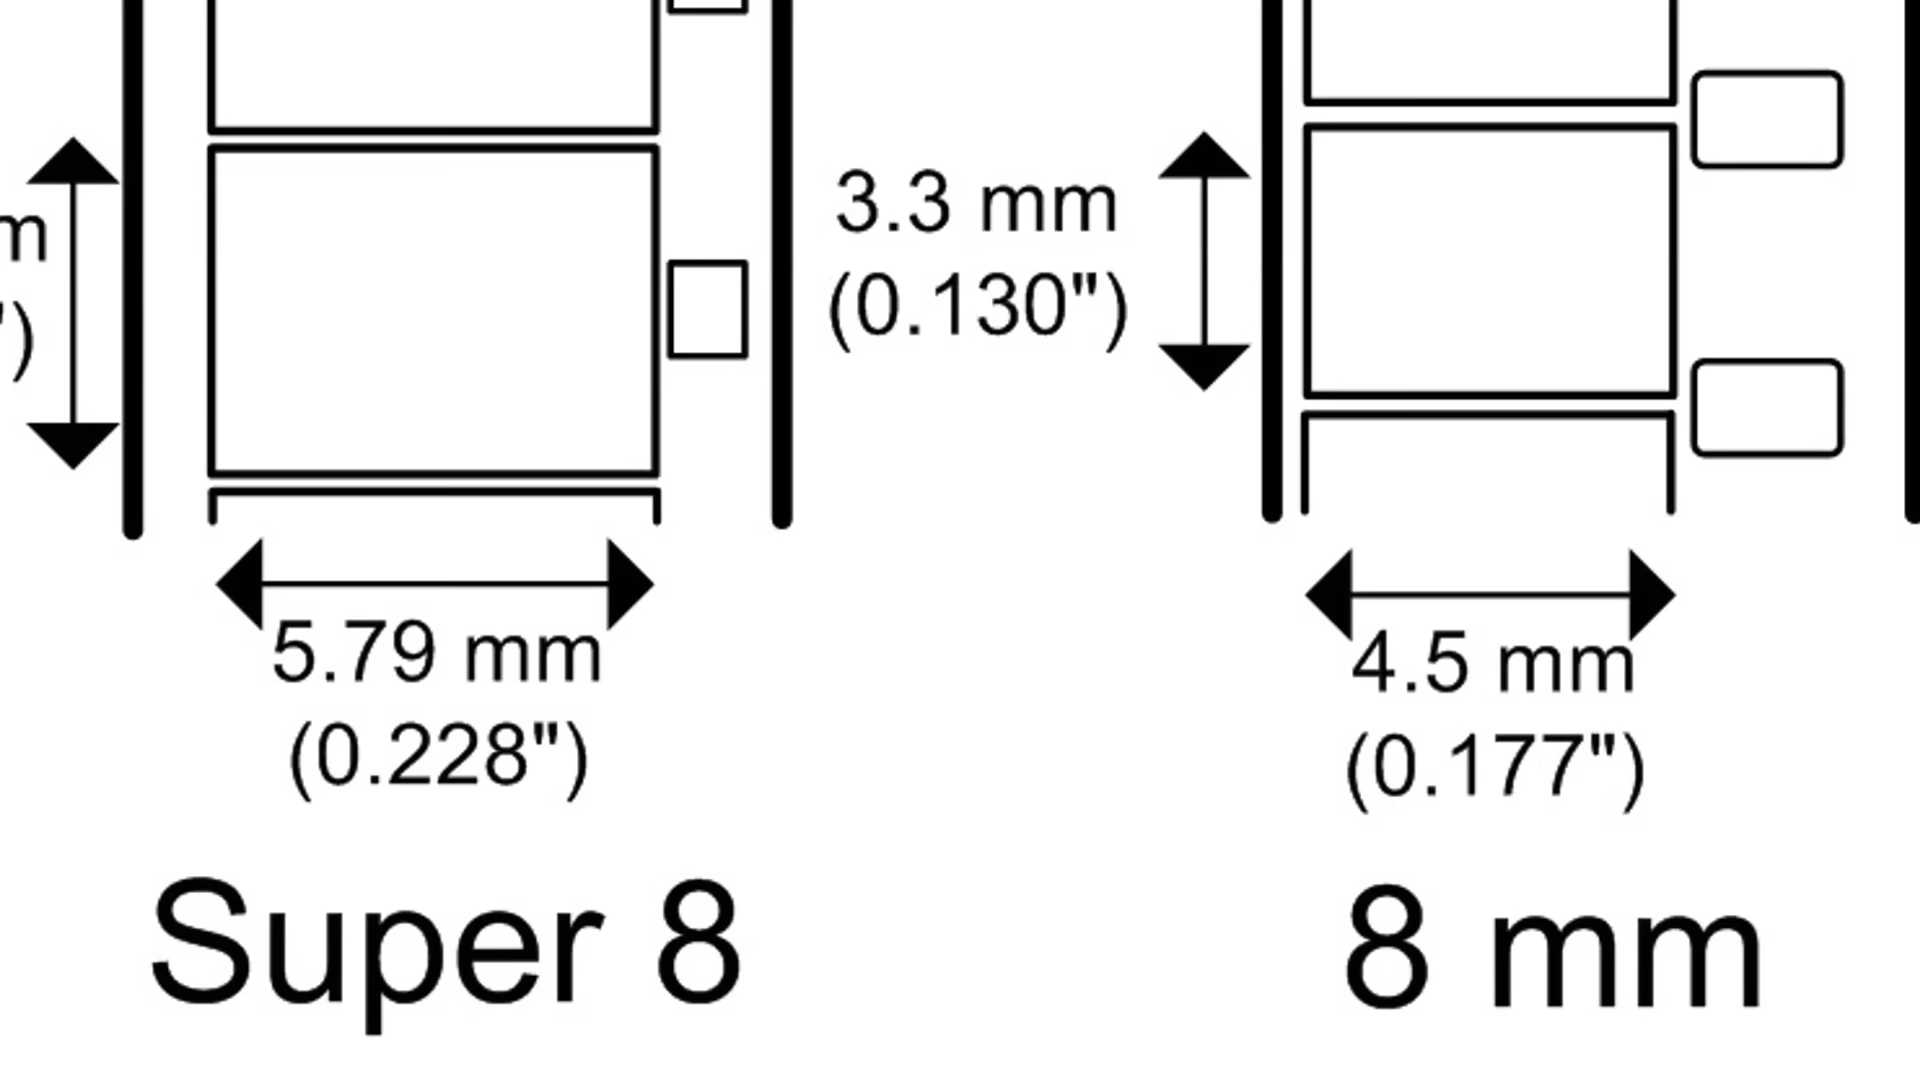 m
")
5.79 mm
(0.228")
Super 8
3.3 mm
(0.130")
4.5 mm
(0.177")
8 mm